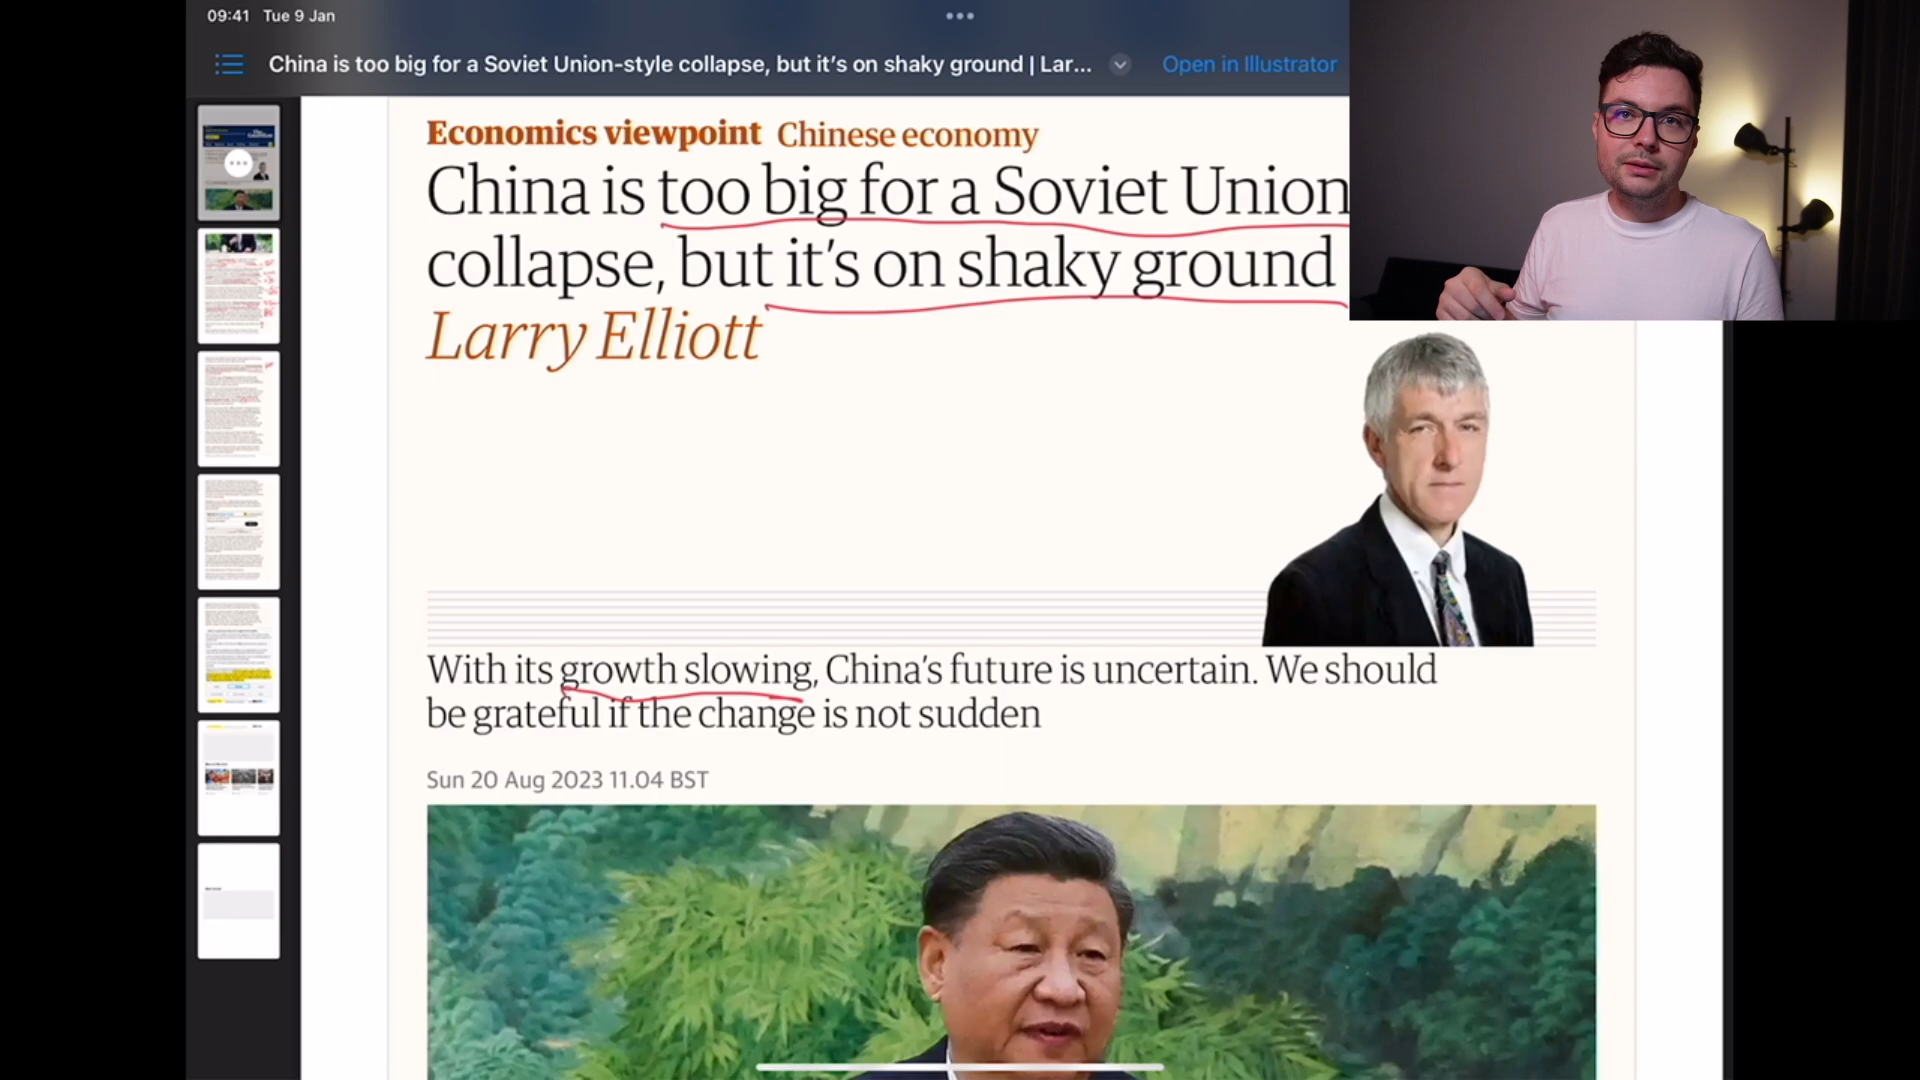 09:41 Tue 9 Jan
China is too big for a Soviet Union-style collapse, but it's on shaky ground | Lar...
Open in Illustrator
Economics viewpoint Chinese economy
China is too big for a Soviet Union
collapse, but it's on shaky ground
Larry Elliott
With its growth slowing, China's future is uncertain. We should
be grateful if the change is not sudden
Sun 20 Aug 2023 11.04 BST